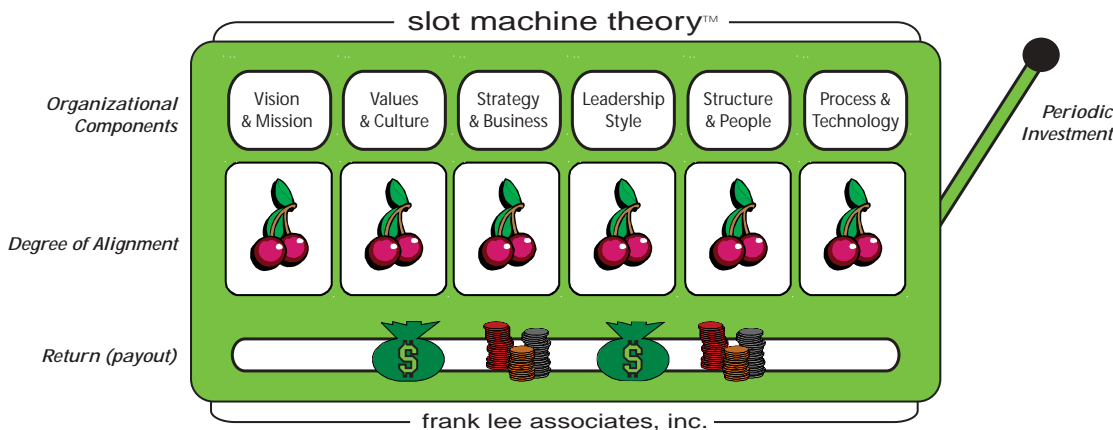 slot machine theory™
Organizational
Components
Vision
& Mission
Values
& Culture
Strategy
& Business
Leadership
Style
Structure
& People
Process &
Technology
Periodic
Investment
Degree of Alignment
Return (payout)
$
$
frank lee associates, inc.